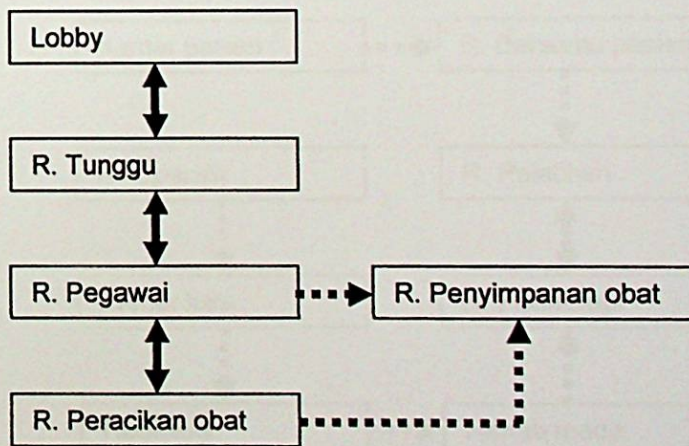 Lobby
R. Tunggu
R. Pegawai
R. Penyimpanan obat
R. Peracikan obat